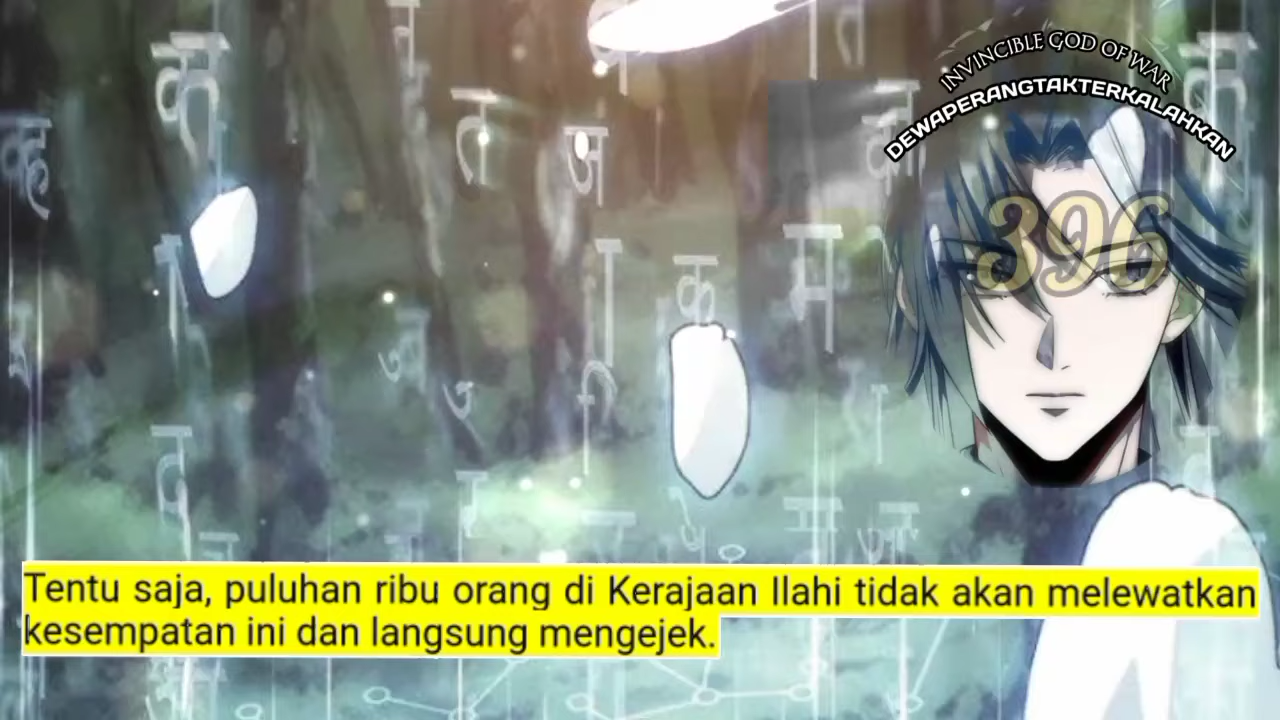 INVINCIBLE GOD OF WAR
DEWAPERANGTAKTERKALAHKAN
396
Tentu saja, puluhan ribu orang di Kerajaan Ilahi tidak akan melewatkan
kesempatan ini dan langsung mengejek.